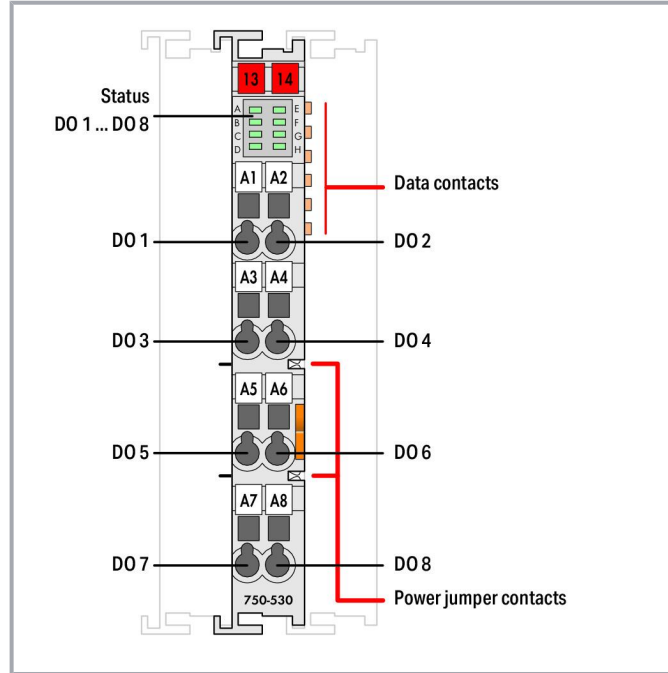 13 14
Status
DO 1 ... DO 8
A E
B F
C G
D H
A1 A2
Data contacts
DO 1 DO 2
A3 A4
DO 3 DO 4
A5 A6
DO 5 DO 6
A7 A8
DO 7 DO 8
750-530
Power jumper contacts